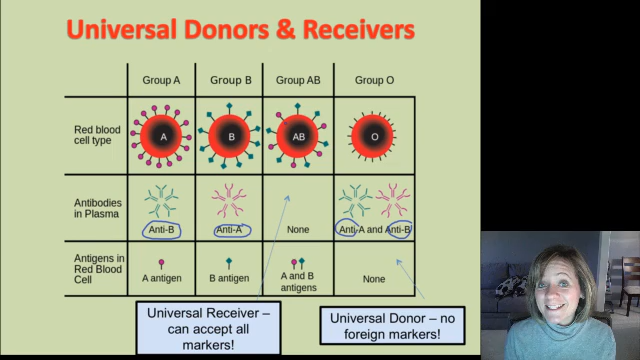 Universal Donors & Receivers
Group A
Group B
Group AB
Group O
Red blood
cell type
A
B
AB
O
Antibodies
in Plasma
Anti-B
Anti-A
None
Anti-A and Anti-B
Antigens in
Red Blood
Cell
A antigen
B antigen
A and B
antigens
None
Universal Receiver –
can accept all
markers!
Universal Donor – no
foreign markers!